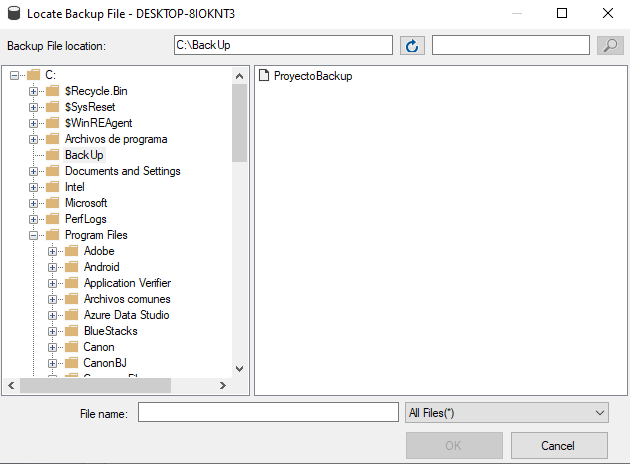 Locate Backup File - DESKTOP-8IOKNT3
Backup File location:
C:\BackUp
C:
$Recycle.Bin
$SysReset
$WinREAgent
Archivos de programa
BackUp
Documents and Settings
Intel
Microsoft
PerfLogs
Program Files
Adobe
Android
Application Verifier
Archivos comunes
Azure Data Studio
BlueStacks
Canon
CanonBJ
ProyectoBackup
File name:
All Files(*)
OK
Cancel